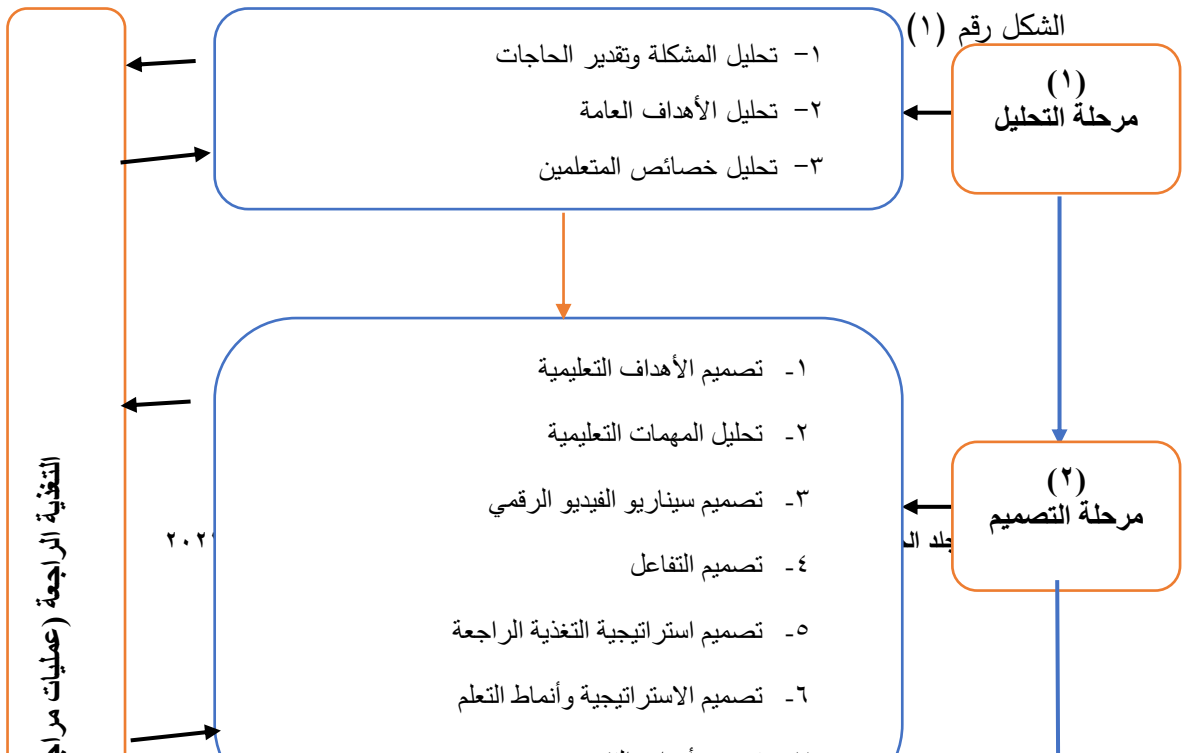 الشكل رقم (١)
(١)
مرحلة التحليل
١- تحليل المشكلة وتقدير الحاجات
٢- تحليل الأهداف العامة
٣- تحليل خصائص المتعلمين
(٢)
مرحلة التصميم
١- تصميم الأهداف التعليمية
٢- تحليل المهمات التعليمية
٣- تصميم سيناريو الفيديو الرقمي
٤- تصميم التفاعل
٥- تصميم استراتيجية التغذية الراجعة
٦- تصميم الاستراتيجية وأنماط التعلم
التغذية الراجعة (عمليات